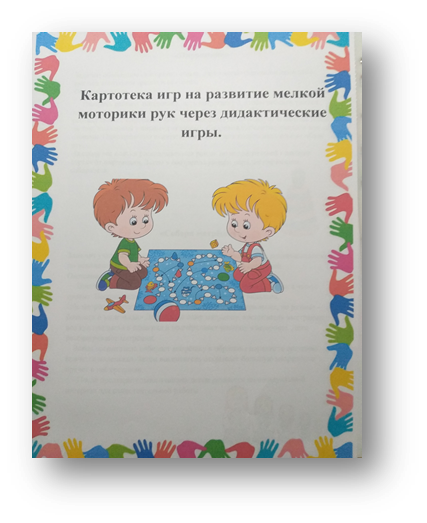 Картотека игр на развитие мелкой
моторики рук через дидактические
игры.